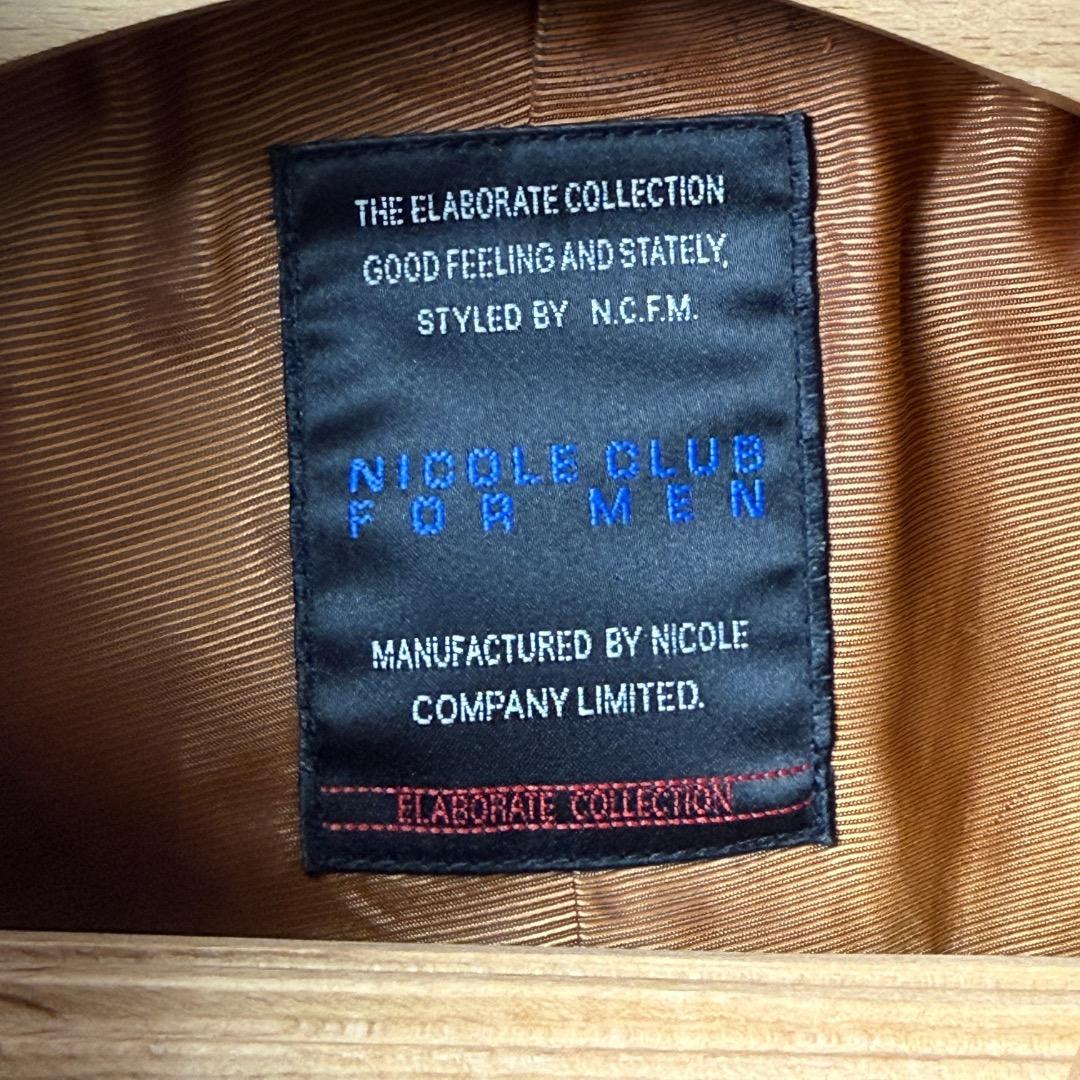 THE ELABORATE COLLECTION
GOOD FEELING AND STATELY,
STYLED BY N.C.F.M.
NICOLE CLUB
FOR MEN
MANUFACTURED BY NICOLE
COMPANY LIMITED.
ELABORATE COLLECTION